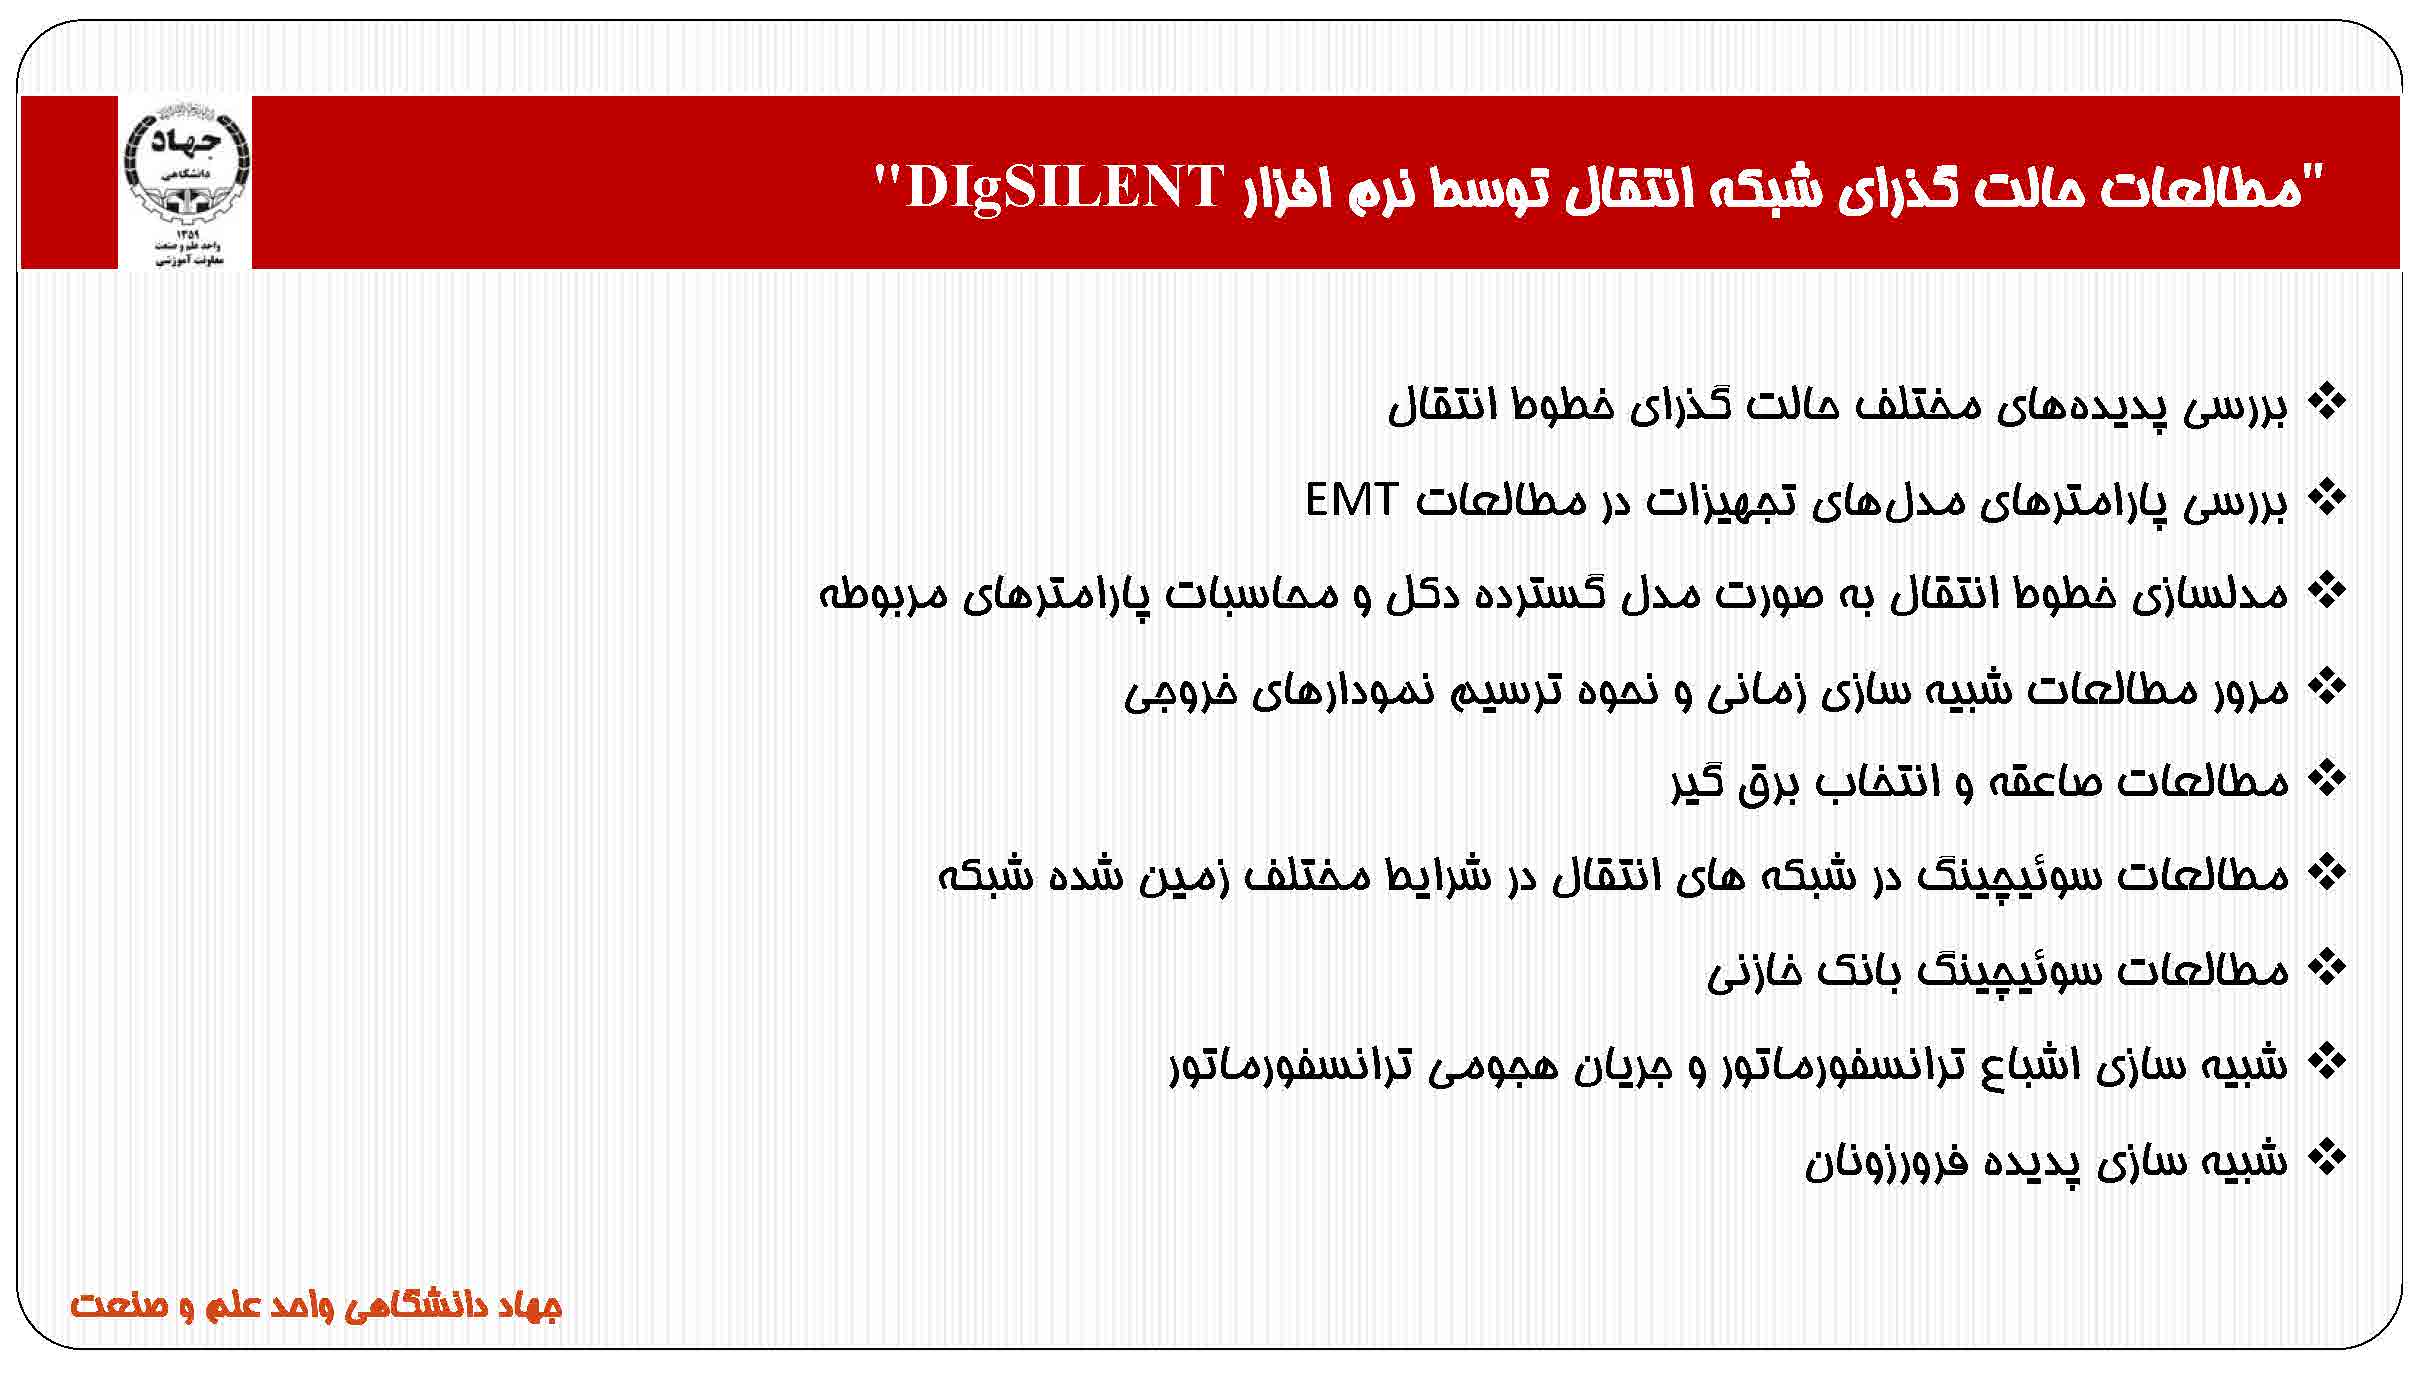 "مطالعات حالت گذرای شبکه انتقال توسط نرم افزار DIgSILENT"
جهاد
دانشگاهی
۱۳۵۹
واحد علم و صنعت
معاونت آموزشی
❖ بررسی پدیده‌های مختلف حالت گذرای خطوط انتقال
❖ بررسی پارامترهای مدل‌های تجهیزات در مطالعات EMT
❖ مدلسازی خطوط انتقال به صورت مدل گسترده دکل و محاسبات پارامترهای مربوطه
❖ مرور مطالعات شبیه سازی زمانی و نحوه ترسیم نمودارهای خروجی
❖ مطالعات صاعقه و انتخاب برق گیر
❖ مطالعات سوئیچینگ در شبکه های انتقال در شرایط مختلف زمین شده شبکه
❖ مطالعات سوئیچینگ بانک خازنی
❖ شبیه سازی اشباع ترانسفورماتور و جریان هجومی ترانسفورماتور
❖ شبیه سازی پدیده فرورزونان
جهاد دانشگاهی واحد علم و صنعت